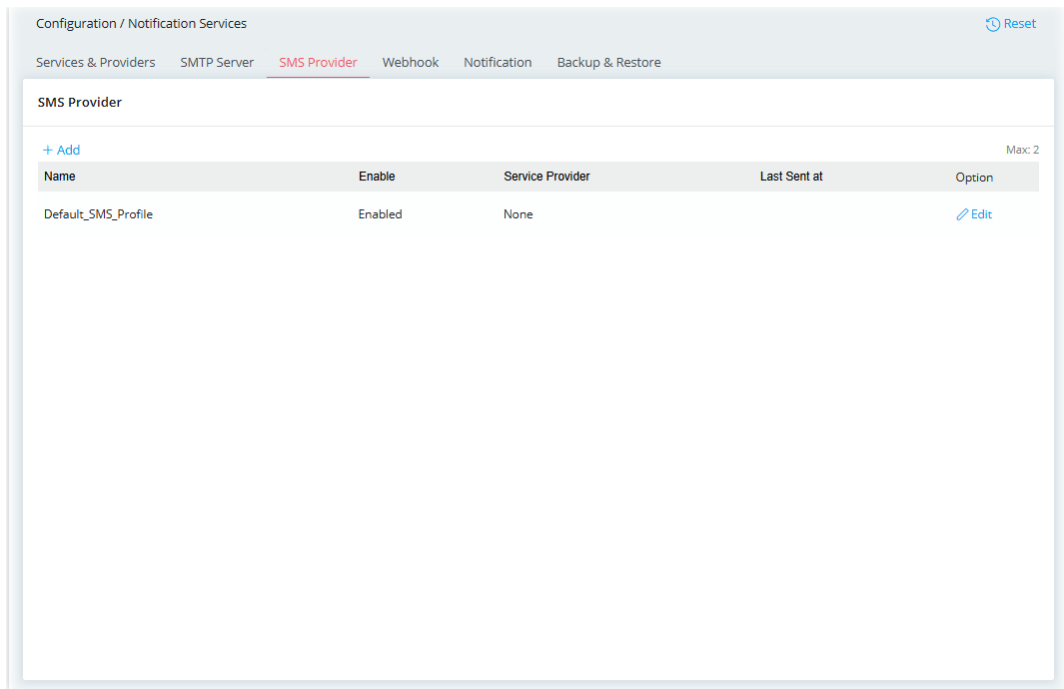 Configuration / Notification Services
Reset
Services & Providers SMTP Server SMS Provider Webhook Notification Backup & Restore
SMS Provider
+ Add
Max: 2
Name Enable Service Provider Last Sent at Option
Default_SMS_Profile Enabled None Edit